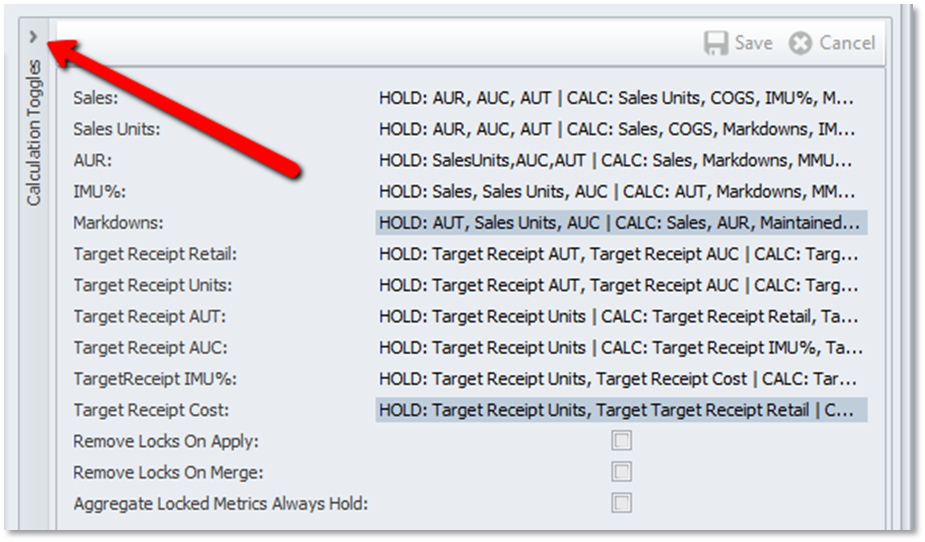 Save Cancel
Calculation Toggles
Sales: HOLD: AUR, AUC, AUT | CALC: Sales Units, COGS, IMU%, M...
Sales Units: HOLD: AUR, AUC, AUT | CALC: Sales, COGS, Markdowns, IM...
AUR: HOLD: SalesUnits,AUC,AUT | CALC: Sales, Markdowns, MMU...
IMU%: HOLD: Sales, Sales Units, AUC | CALC: AUT, Markdowns, MM...
Markdowns: HOLD: AUT, Sales Units, AUC | CALC: Sales, AUR, Maintained...
Target Receipt Retail: HOLD: Target Receipt AUT, Target Receipt AUC | CALC: Targ...
Target Receipt Units: HOLD: Target Receipt AUT, Target Receipt AUC | CALC: Targ...
Target Receipt AUT: HOLD: Target Receipt Units | CALC: Target Receipt Retail, Ta...
Target Receipt AUC: HOLD: Target Receipt Units | CALC: Target Receipt IMU%, Ta...
TargetReceipt IMU%: HOLD: Target Receipt Units, Target Receipt Cost | CALC: Tar...
Target Receipt Cost: HOLD: Target Receipt Units, Target Target Receipt Retail | C...
Remove Locks On Apply:
Remove Locks On Merge:
Aggregate Locked Metrics Always Hold: